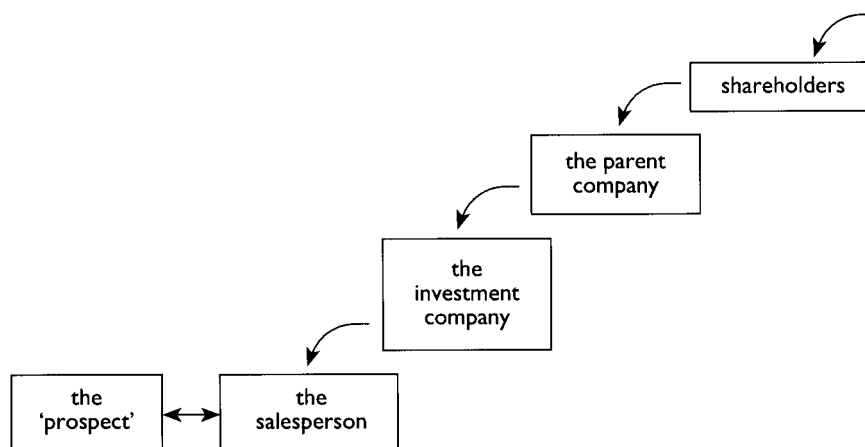 shareholders
the parent
company
the
investment
company
the
‘prospect’
the
salesperson